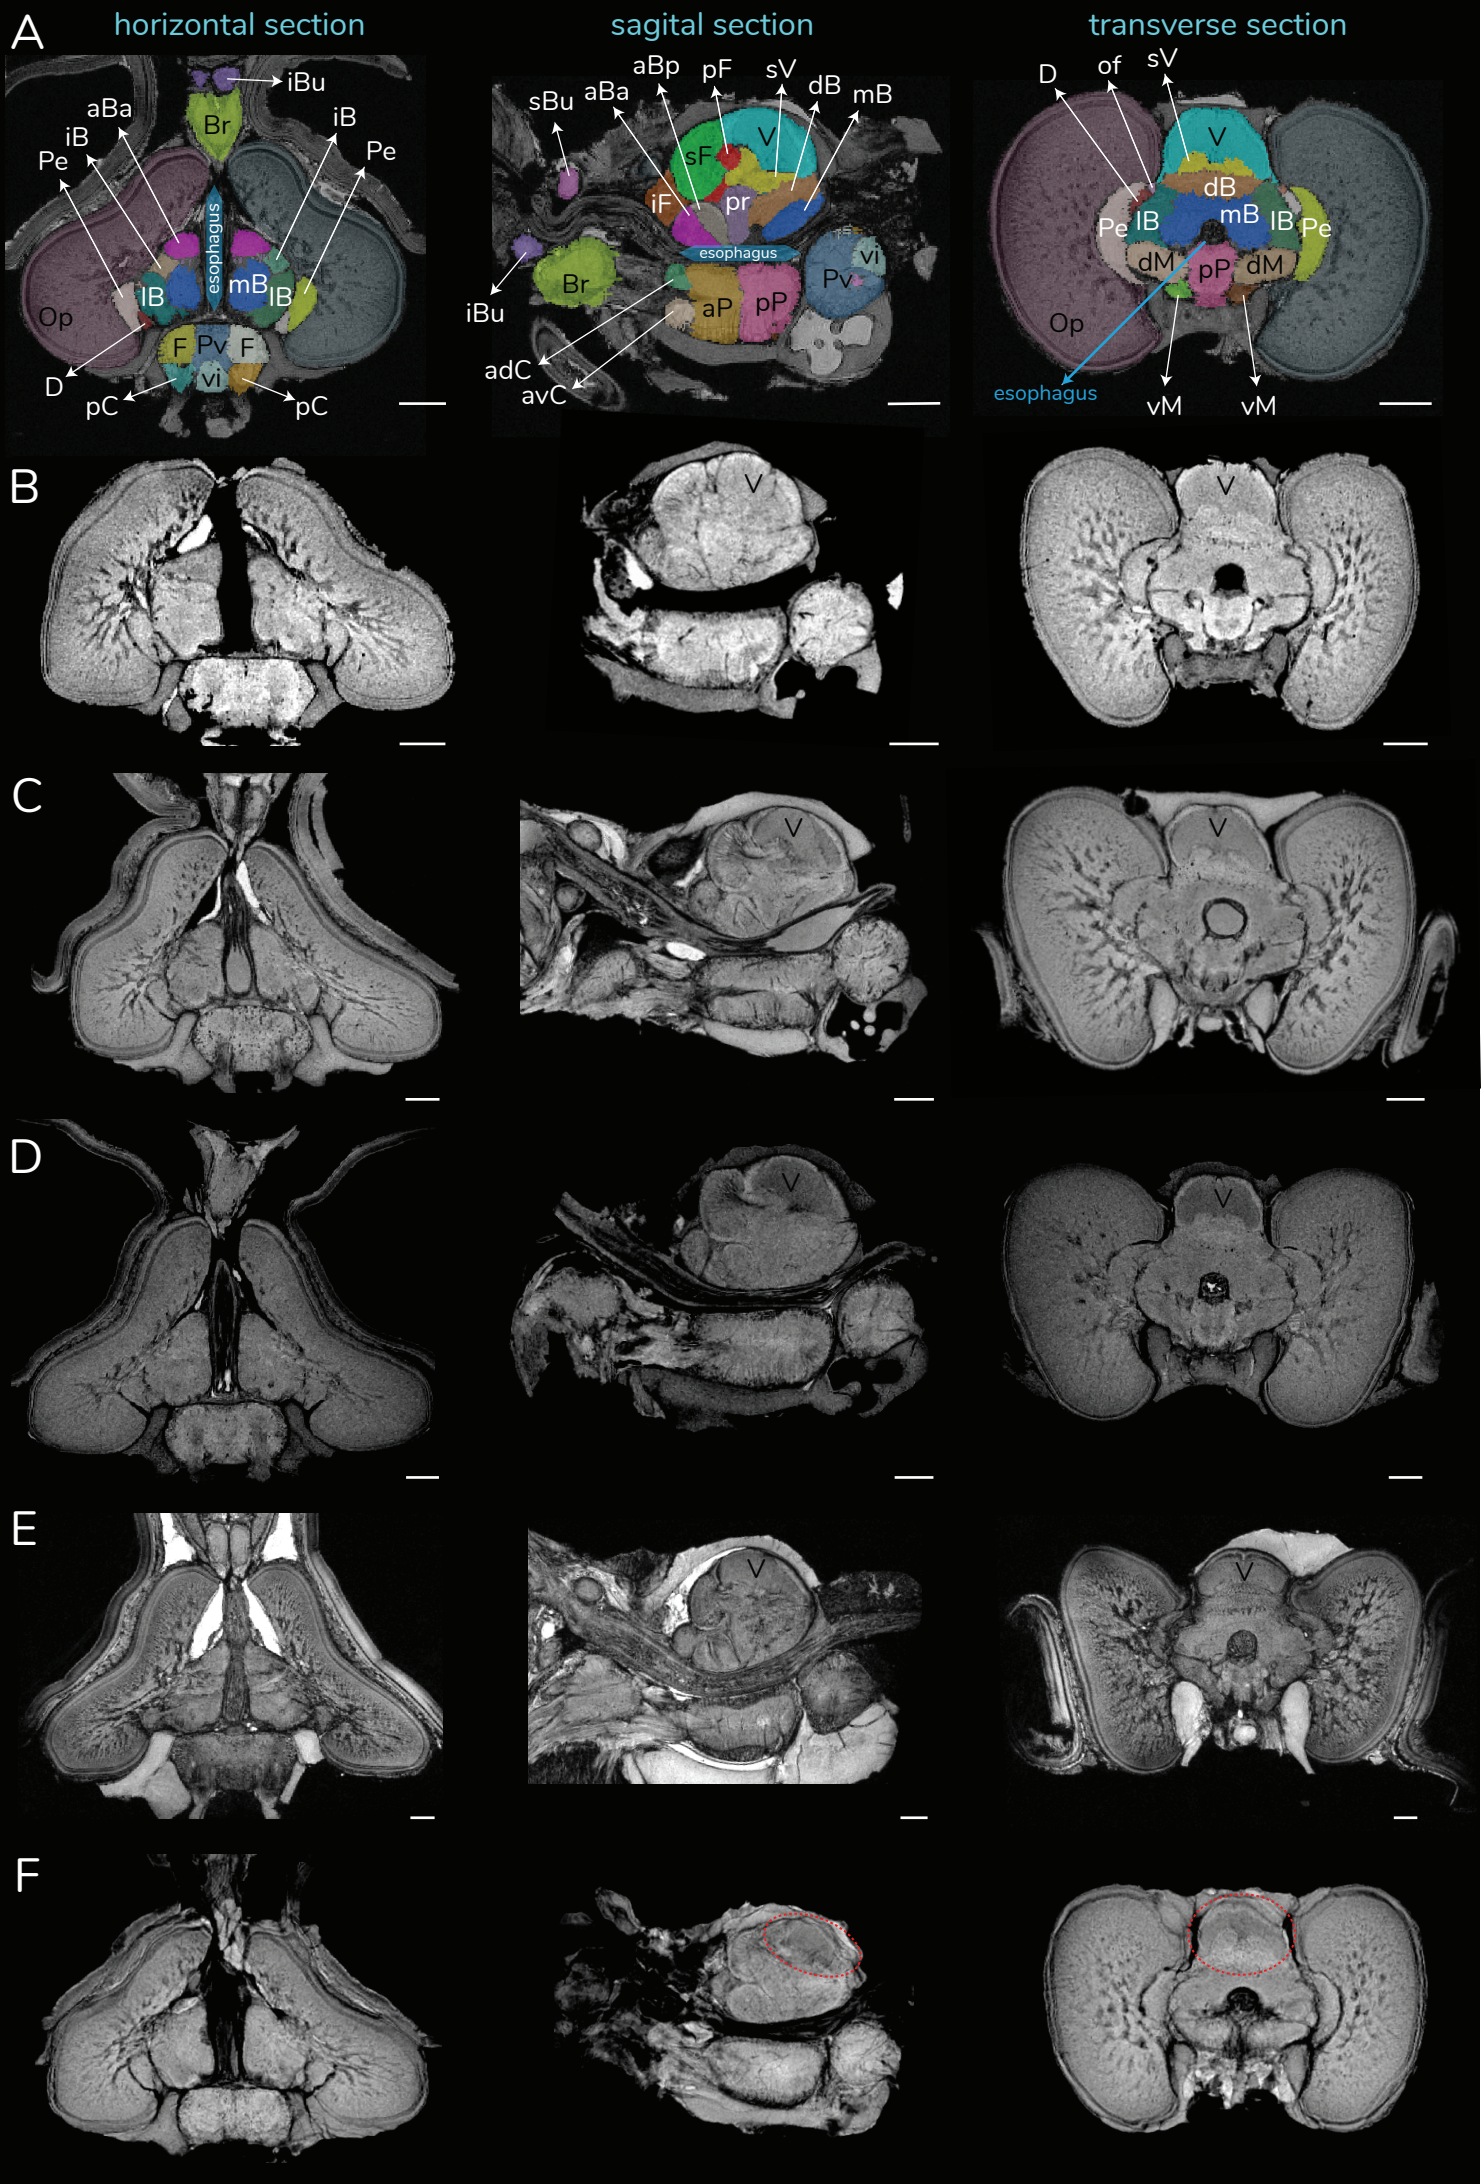 A
horizontal section
sagital section
transverse section
iBu
aBa
Br
iB
iB
Pe
Pe
esophagus
lB
mB
lB
Op
F
Pv
F
D
vi
pC
pC
aBp
pF
sV
sBu
aBa
dB
mB
V
sF
iF
pr
esophagus
vi
Br
Pv
aP
pP
iBu
adC
avC
D
of
sV
V
dB
lB
mB
lB
Pe
Pe
dM
pP
dM
Op
esophagus
vM
vM
B
V
V
C
V
V
D
V
V
E
V
V
F